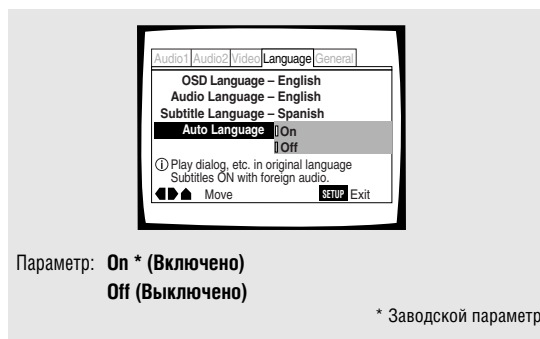 Audio1 Audio2 Video Language General
OSD Language – English
Audio Language – English
Subtitle Language – Spanish
Auto Language On
Off
ⓘ Play dialog, etc. in original language
Subtitles ON with foreign audio.
Move SETUP Exit
Параметр: On * (Включено)
Off (Выключено)
* Заводской параметр